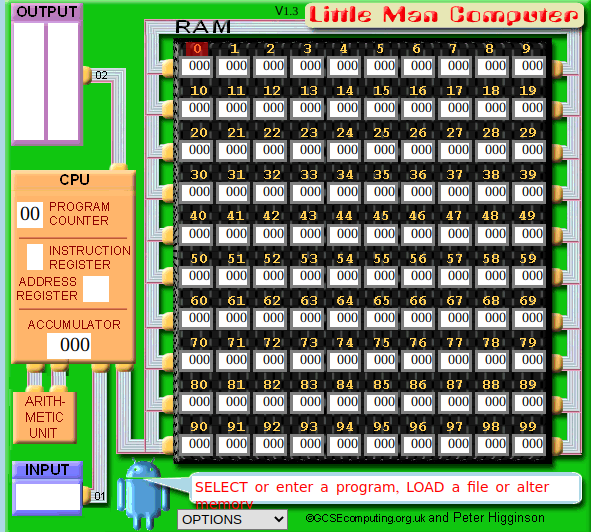 OUTPUT
V1.3
Little Man Computer
RAM
0 1 2 3 4 5 6 7 8 9
000 000 000 000 000 000 000 000 000 000
10 11 12 13 14 15 16 17 18 19
000 000 000 000 000 000 000 000 000 000
20 21 22 23 24 25 26 27 28 29
000 000 000 000 000 000 000 000 000 000
30 31 32 33 34 35 36 37 38 39
000 000 000 000 000 000 000 000 000 000
40 41 42 43 44 45 46 47 48 49
000 000 000 000 000 000 000 000 000 000
50 51 52 53 54 55 56 57 58 59
000 000 000 000 000 000 000 000 000 000
60 61 62 63 64 65 66 67 68 69
000 000 000 000 000 000 000 000 000 000
70 71 72 73 74 75 76 77 78 79
000 000 000 000 000 000 000 000 000 000
80 81 82 83 84 85 86 87 88 89
000 000 000 000 000 000 000 000 000 000
90 91 92 93 94 95 96 97 98 99
000 000 000 000 000 000 000 000 000 000
02
CPU
00 PROGRAM
COUNTER
INSTRUCTION
REGISTER
ADDRESS
REGISTER
ACCUMULATOR
000
ARITH-
METIC
UNIT
INPUT
01
SELECT or enter a program, LOAD a file or alter
memory
OPTIONS
©GCSEcomputing.org.uk and Peter Higginson